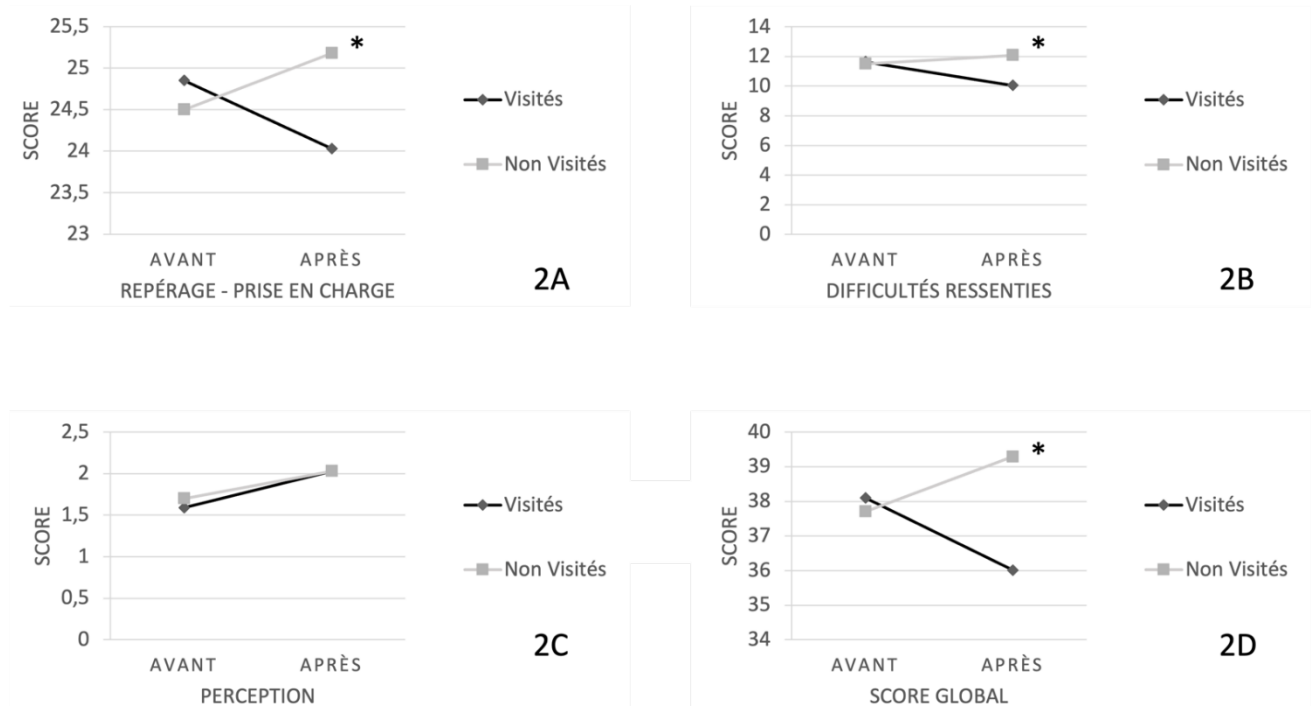 25,5
25
24,5
24
23,5
23
SCORE
*
AVANT APRÈS
REPÉRAGE - PRISE EN CHARGE
Visités
Non Visités
2A
14
12
10
8
6
4
2
0
SCORE
*
AVANT APRÈS
DIFFICULTÉS RESSENTIES
Visités
Non Visités
2B
2,5
2
1,5
1
0,5
0
SCORE
AVANT APRÈS
PERCEPTION
Visités
Non Visités
2C
40
39
38
37
36
35
34
SCORE
*
AVANT APRÈS
SCORE GLOBAL
Visités
Non Visités
2D